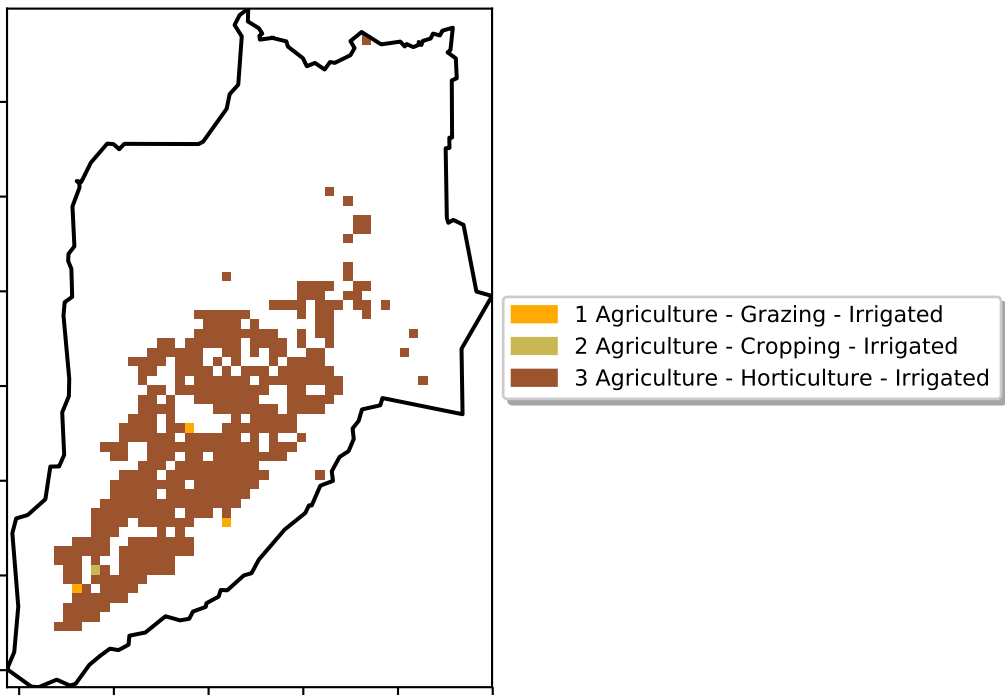 1 Agriculture - Grazing - Irrigated
2 Agriculture - Cropping - Irrigated
3 Agriculture - Horticulture - Irrigated